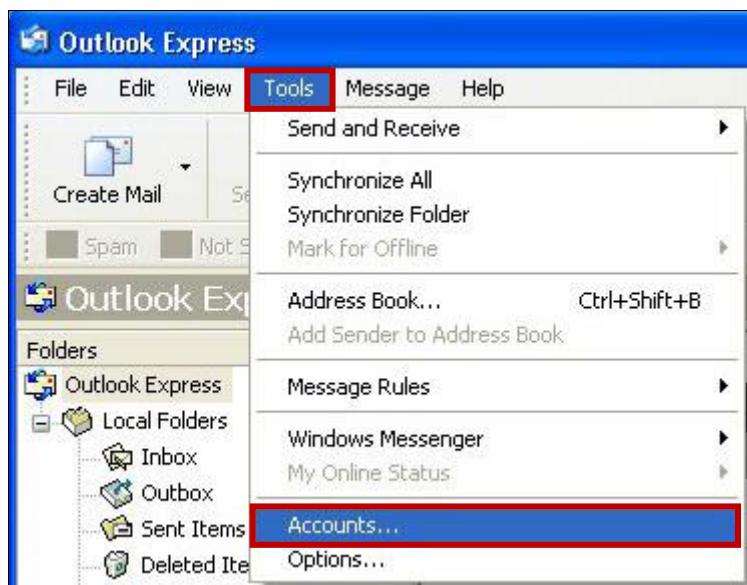 Outlook Express
File Edit View Tools Message Help
Send and Receive
Create Mail
Synchronize All
Synchronize Folder
Spam Not
Mark for Offline
Outlook
Address Book... Ctrl+Shift+B
Add Sender to Address Book
Folders
Outlook Express
Message Rules
Local Folders
Windows Messenger
Inbox
My Online Status
Outbox
Sent Items
Accounts...
Deleted
Options...